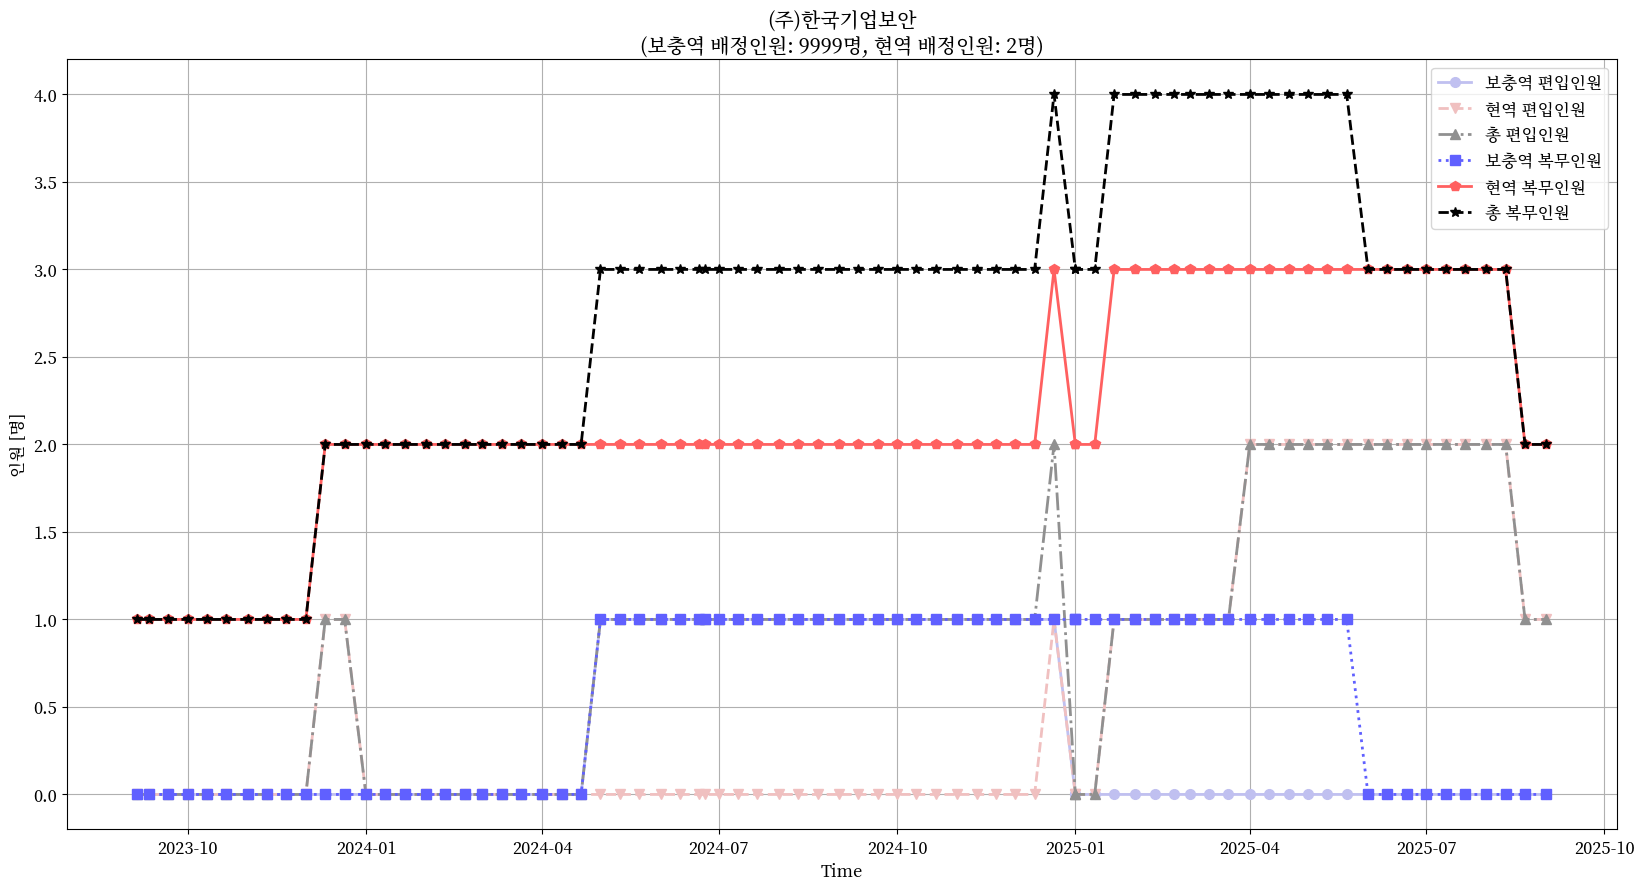 (주)한국기업보안
(보충역 배정인원: 9999명, 현역 배정인원: 2명)
보충역 편입인원
현역 편입인원
총 편입인원
보충역 복무인원
현역 복무인원
총 복무인원
인원 [명]
4.0
3.5
3.0
2.5
2.0
1.5
1.0
0.5
0.0
2023-10
2024-01
2024-04
2024-07
2024-10
2025-01
2025-04
2025-07
2025-10
Time